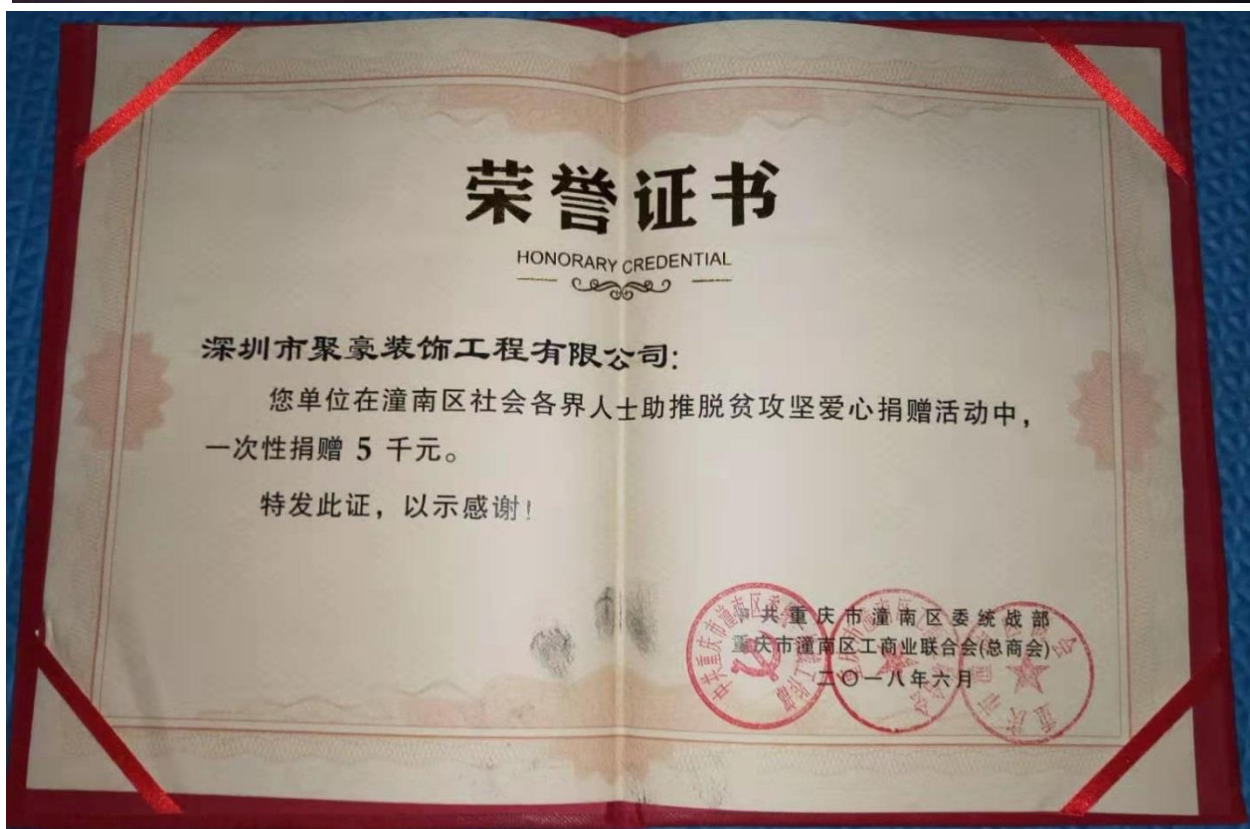 荣誉证书
HONORARY CREDENTIAL
深圳市聚豪装饰工程有限公司:
您单位在潼南区社会各界人士助推脱贫攻坚爱心捐赠活动中，
一次性捐赠 5 千元。
特发此证，以示感谢！
中共重庆市潼南区委统战部
重庆市潼南区工商业联合会(总商会)
二〇一八年六月